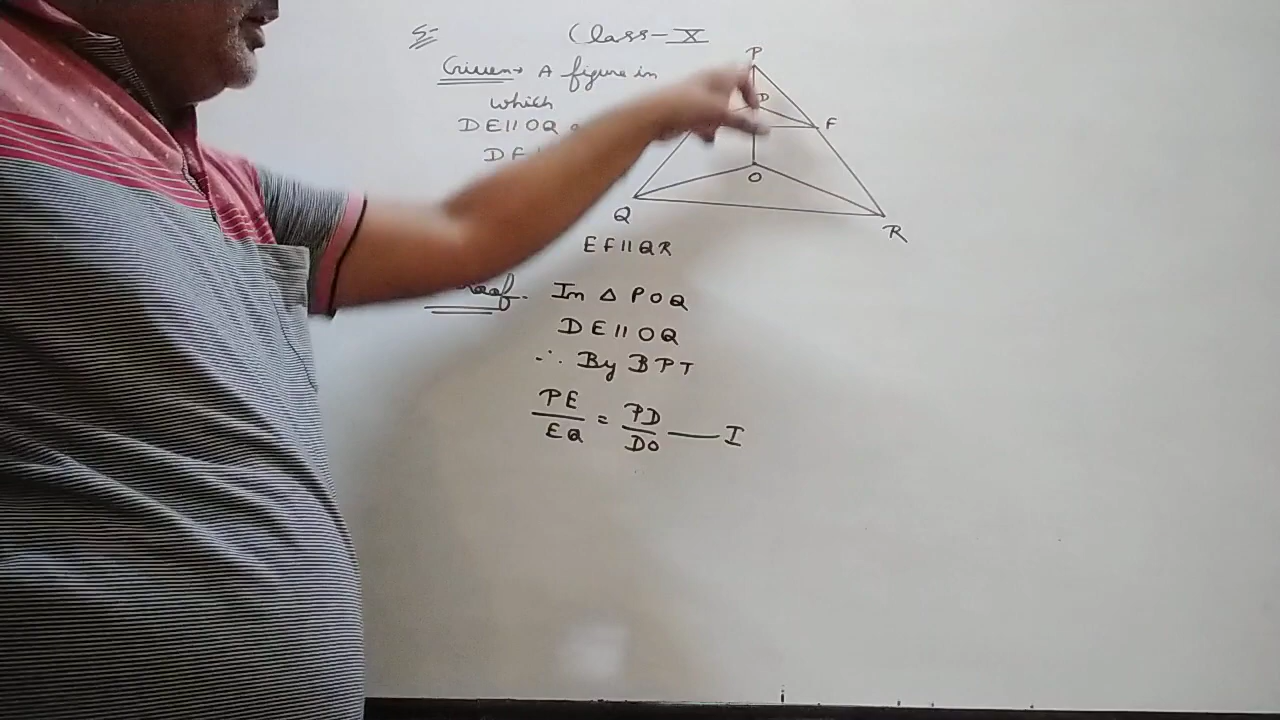 5-
Class-X
Given→ A figure in
which
DE||OQ
DF
P
D
F
O
Q
R
EF||QR
Proof. In △ POQ
DE||OQ
∴ By BPT
PE/EQ = PD/DO — I